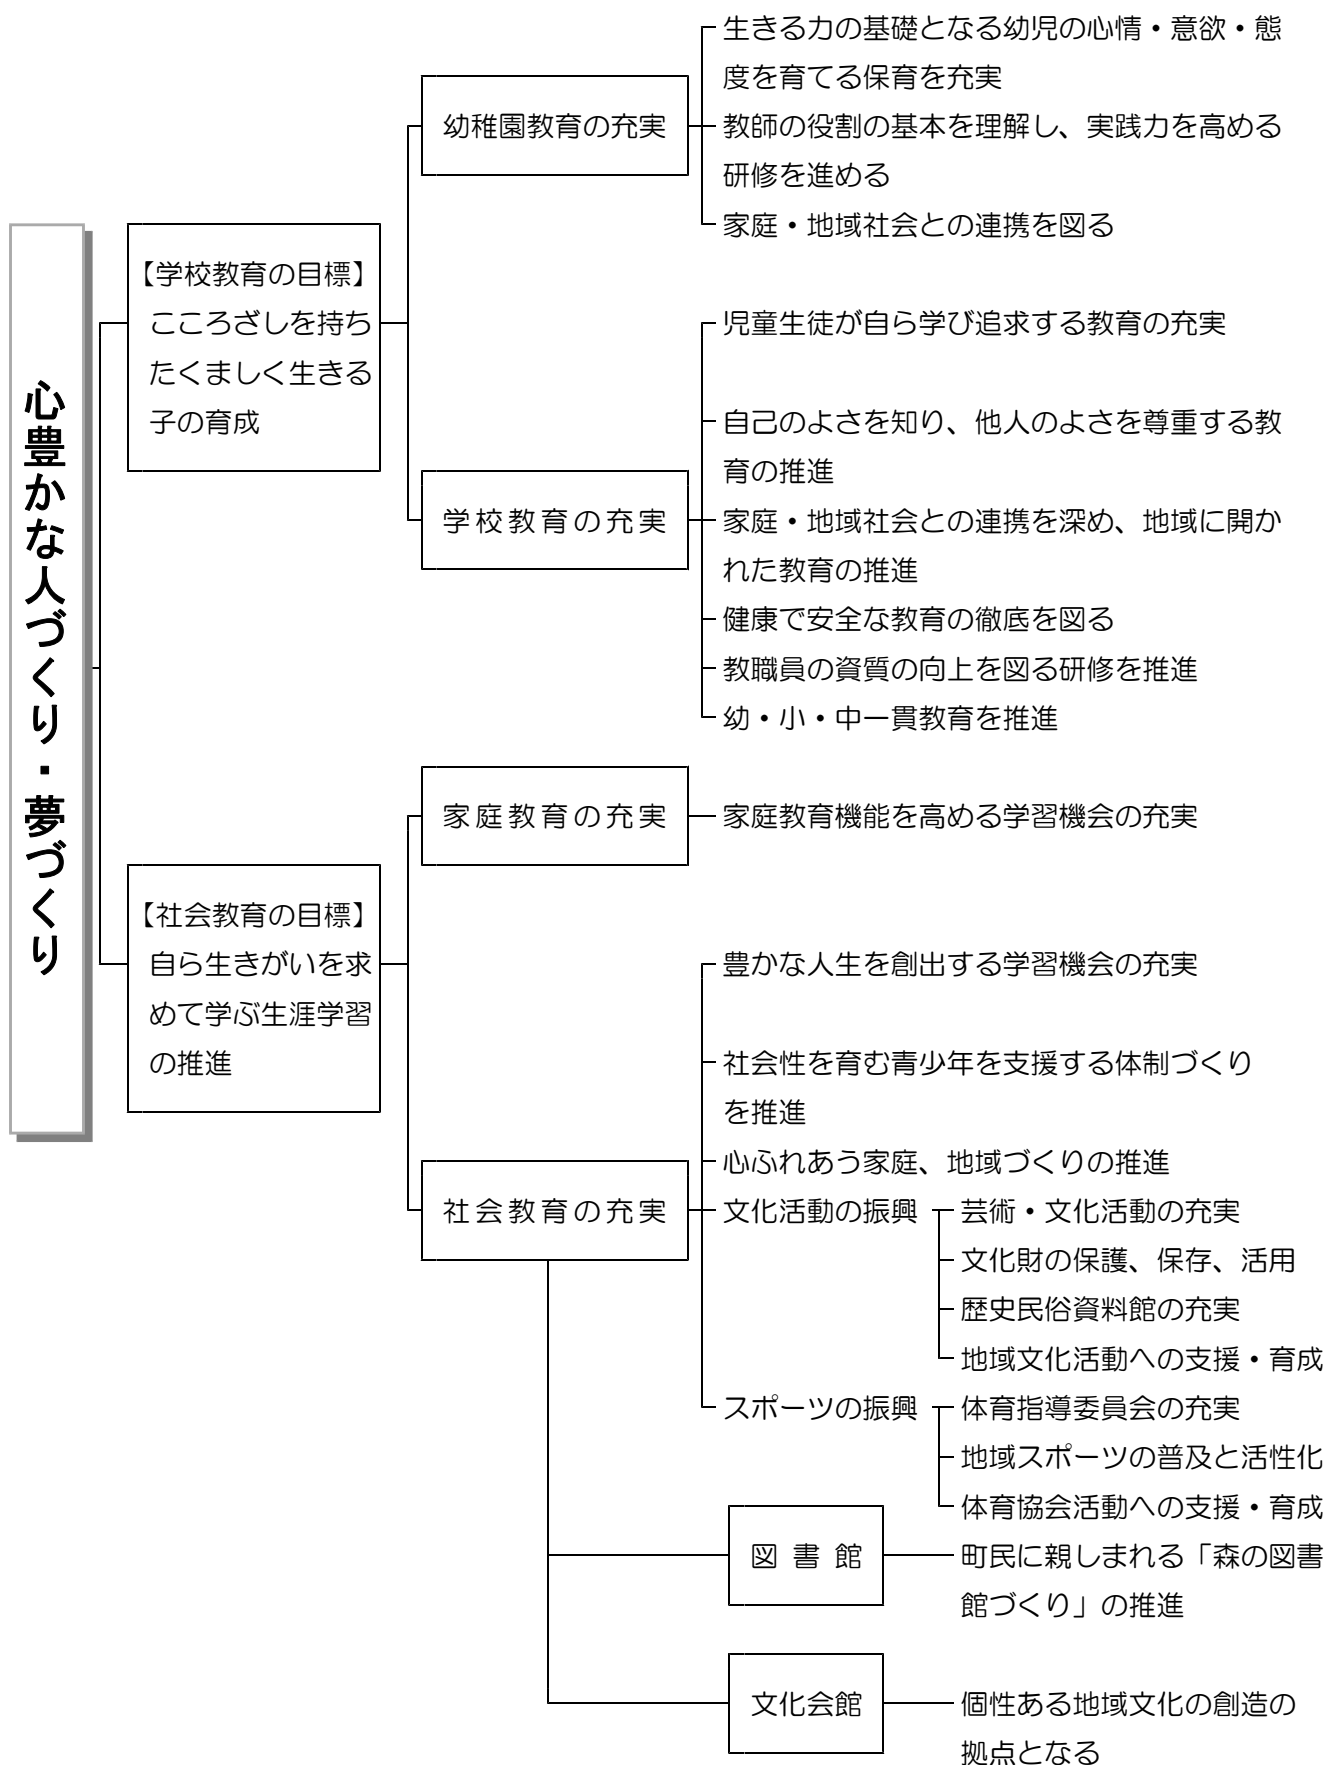 心豊かな人づくり・夢づくり
【学校教育の目標】
こころざしを持ち
たくましく生きる
子の育成
幼稚園教育の充実
生きる力の基礎となる幼児の心情・意欲・態
度を育てる保育を充実
教師の役割の基本を理解し、実践力を高める
研修を進める
家庭・地域社会との連携を図る
学校教育の充実
児童生徒が自ら学び追求する教育の充実
自己のよさを知り、他人のよさを尊重する教
育の推進
家庭・地域社会との連携を深め、地域に開か
れた教育の推進
健康で安全な教育の徹底を図る
教職員の資質の向上を図る研修を推進
幼・小・中一貫教育を推進
【社会教育の目標】
自ら生きがいを求
めて学ぶ生涯学習
の推進
家庭教育の充実
家庭教育機能を高める学習機会の充実
社会教育の充実
豊かな人生を創出する学習機会の充実
社会性を育む青少年を支援する体制づくり
を推進
心ふれあう家庭、地域づくりの推進
文化活動の振興
芸術・文化活動の充実
文化財の保護、保存、活用
歴史民俗資料館の充実
地域文化活動への支援・育成
スポーツの振興
体育指導委員会の充実
地域スポーツの普及と活性化
体育協会活動への支援・育成
図書館
町民に親しまれる「森の図書
館づくり」の推進
文化会館
個性ある地域文化の創造の
拠点となる